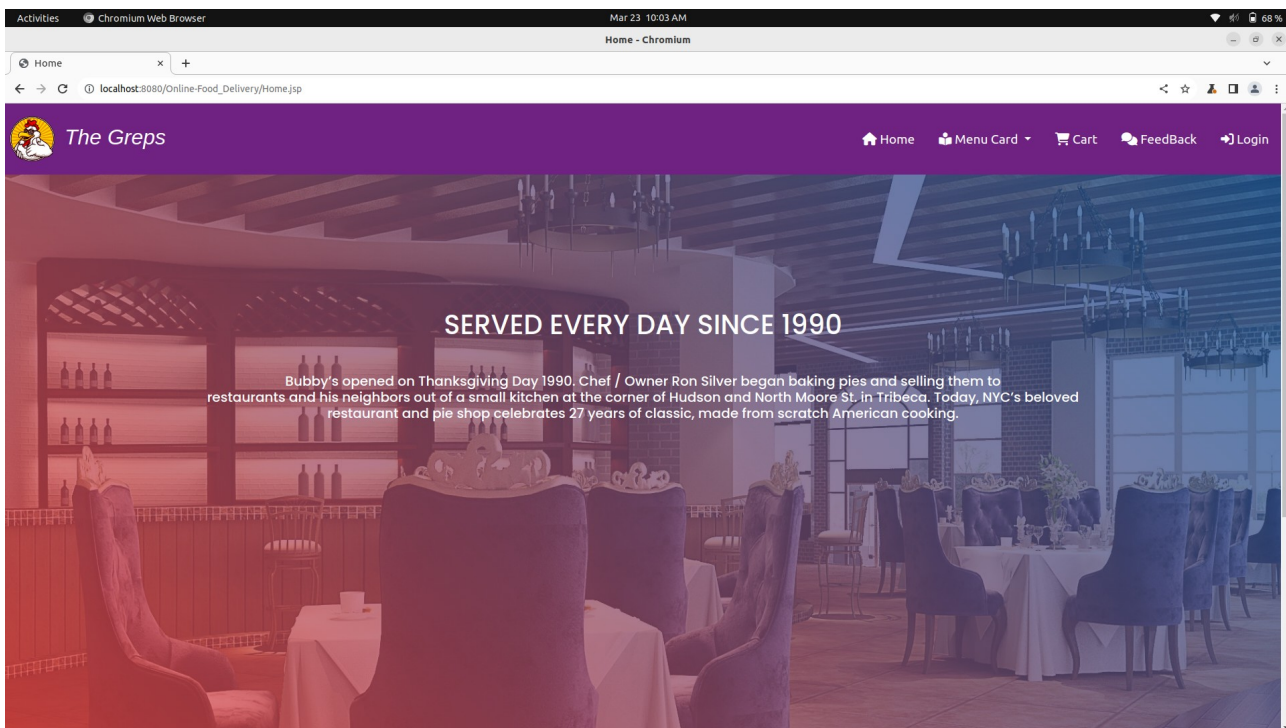 Activities Chromium Web Browser Mar 23 10:03 AM 68 %
Home - Chromium
Home
localhost:8080/Online-Food_Delivery/Home.jsp
The Greps Home Menu Card Cart FeedBack Login
SERVED EVERY DAY SINCE 1990
Bubby's opened on Thanksgiving Day 1990. Chef / Owner Ron Silver began baking pies and selling them to
restaurants and his neighbors out of a small kitchen at the corner of Hudson and North Moore St. in Tribeca. Today, NYC's beloved
restaurant and pie shop celebrates 27 years of classic, made from scratch American cooking.